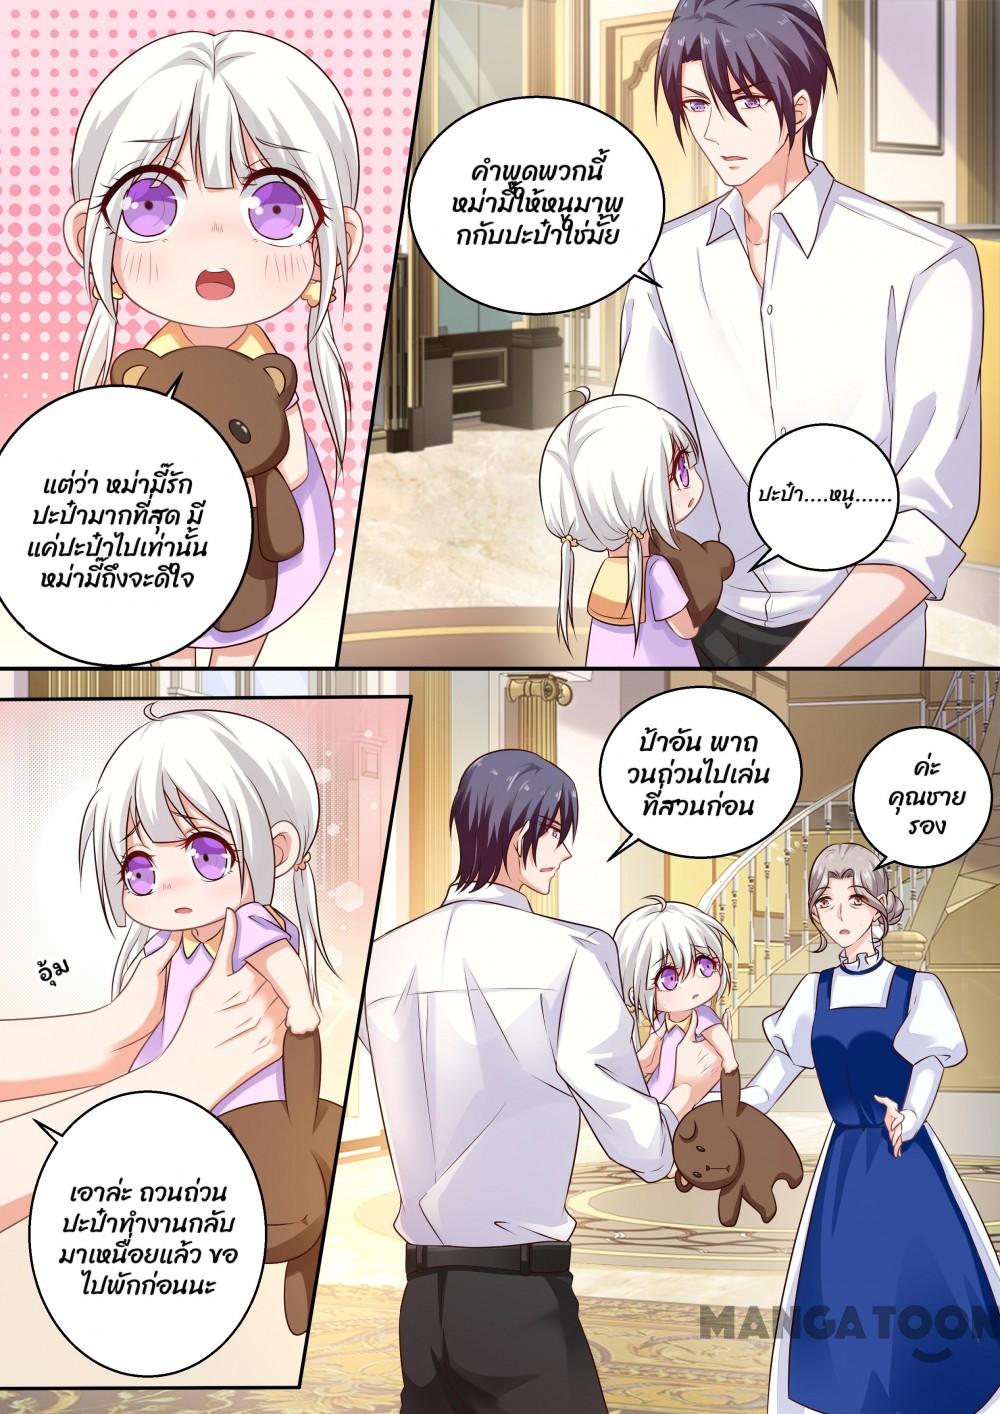 แต่ว่า หม่ามี๊รัก
ปะป๋ามากที่สุด มี
แค่ปะป๋าไปเท่านั้น
หม่ามี๊ถึงจะดีใจ
คำพูดพวกนี้
หม่ามี๊ให้หนูมาพู
กกับปะป๋าใช่มั้ย
ปะป๋า....หนู......
อุ้ม
เอาล่ะ ถวนถ่วน
ปะป๋าทำงานกลับ
มาเหนื่อยแล้ว ขอ
ไปพักก่อนนะ
ป้าอัน พาถ
วนถ่วนไปเล่น
ที่สวนก่อน
ค่ะ
คุณชาย
รอง
MANGATOON